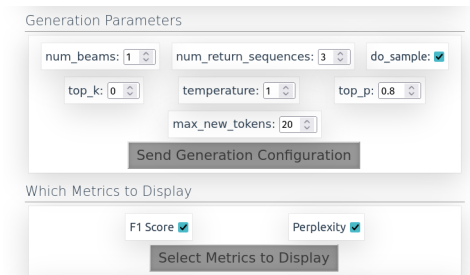 Generation Parameters
num_beams: 1 num_return_sequences: 3 do_sample:
top_k: 0 temperature: 1 top_p: 0.8
max_new_tokens: 20
Send Generation Configuration
Which Metrics to Display
F1 Score Perplexity
Select Metrics to Display